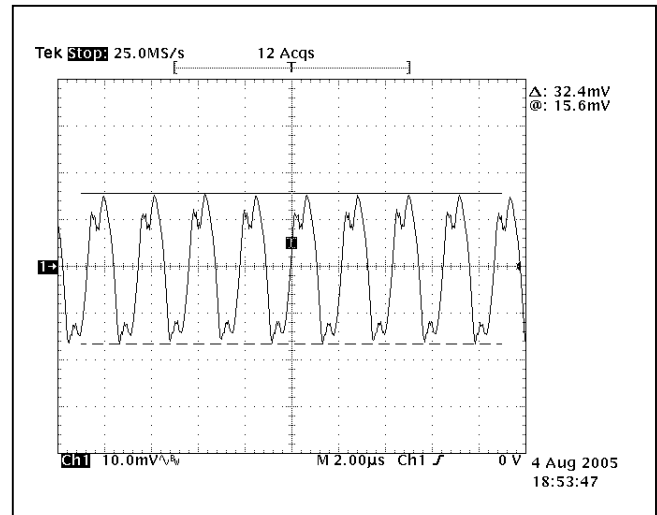 Tek Stop: 25.0MS/s 12 Acqs
[ T ]
Δ: 32.4mV
@: 15.6mV
T
1→
Ch1 10.0mV∿BW M 2.00µs Ch1 ƒ 0 V
4 Aug 2005
18:53:47